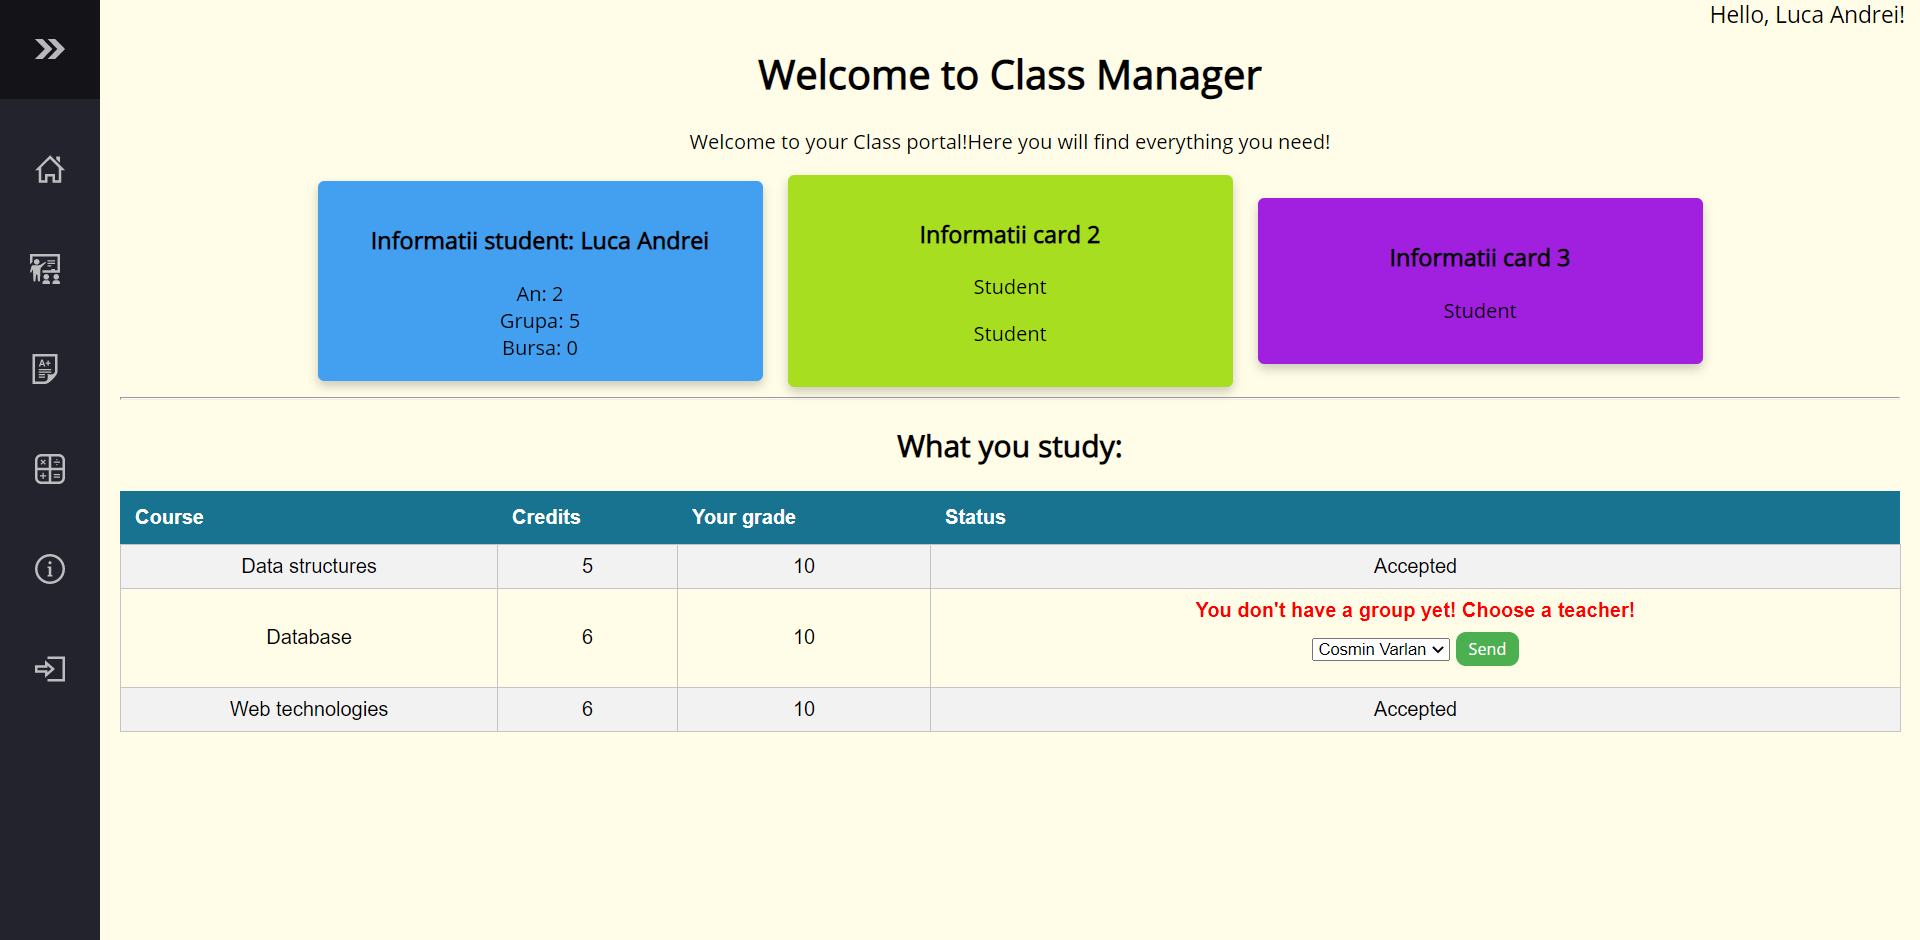 Hello, Luca Andrei!
Welcome to Class Manager
Welcome to your Class portal!Here you will find everything you need!
Informatii student: Luca Andrei
An: 2
Grupa: 5
Bursa: 0
Informatii card 2
Student
Student
Informatii card 3
Student
What you study:
Course Credits Your grade Status
Data structures 5 10 Accepted
You don't have a group yet! Choose a teacher!
Database 6 10 Cosmin Varlan Send
Web technologies 6 10 Accepted